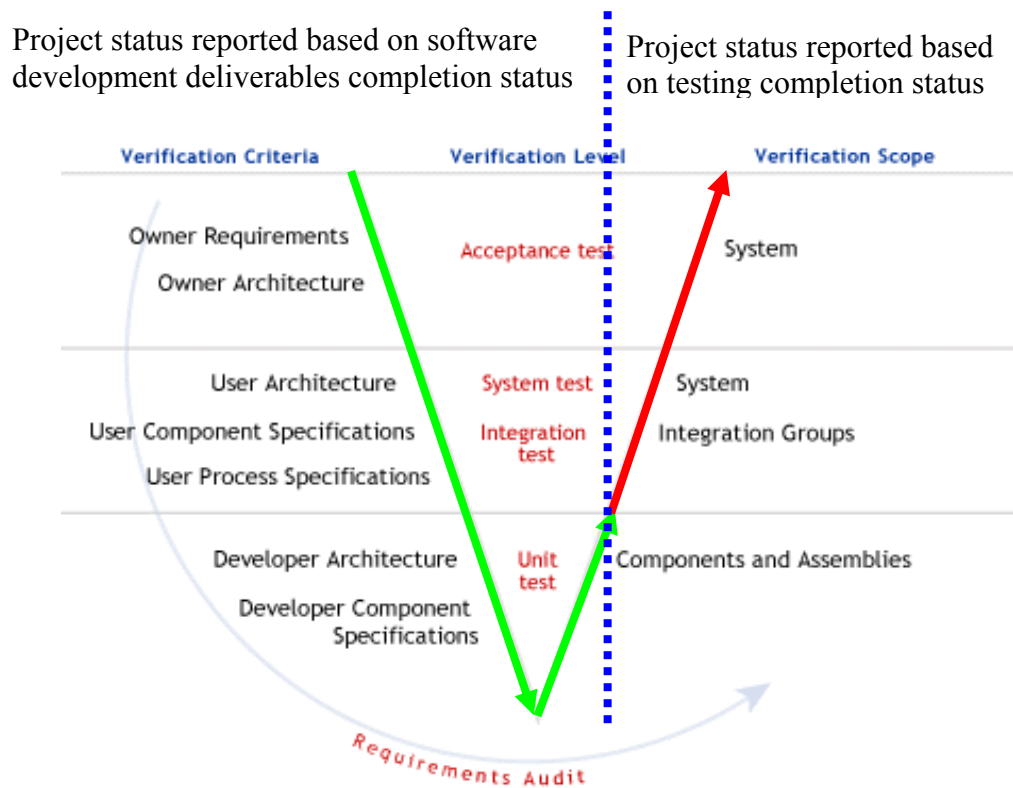 Project status reported based on software
development deliverables completion status
Project status reported based
on testing completion status
Verification Criteria
Verification Level
Verification Scope
Owner Requirements
Owner Architecture
Acceptance test
System
User Architecture
User Component Specifications
User Process Specifications
System test
Integration
test
System
Integration Groups
Developer Architecture
Developer Component
Specifications
Unit
test
Components and Assemblies
Requirements Audit